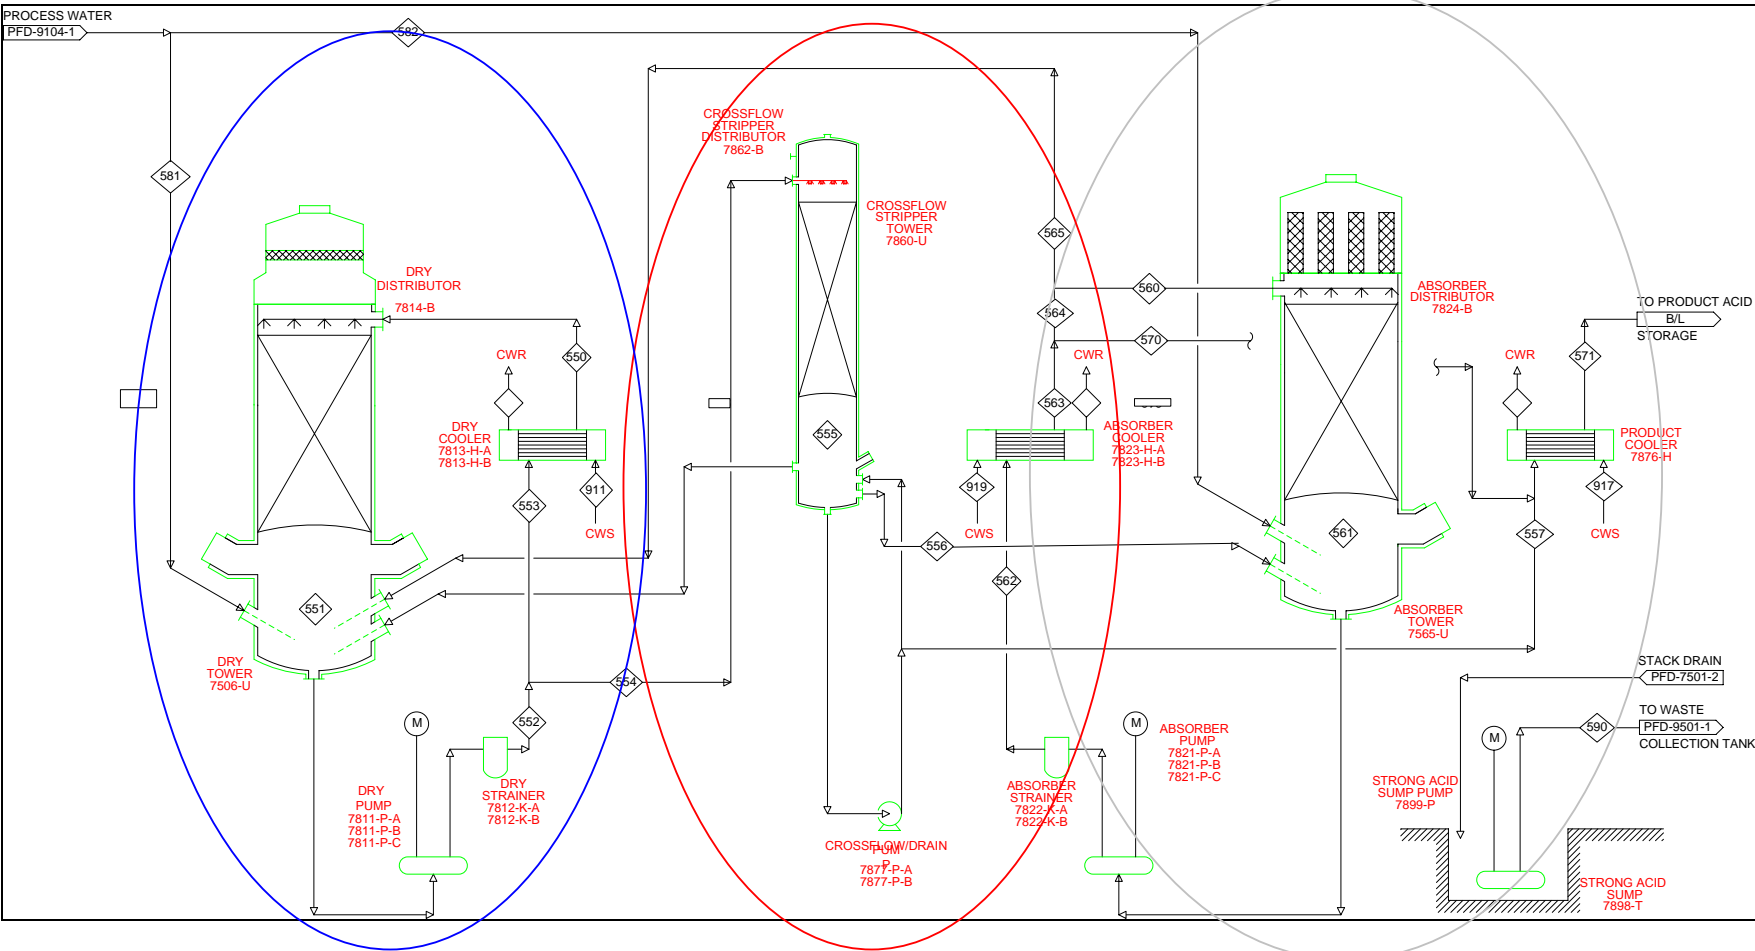 PROCESS WATER
PFD-9104-1
582
581
CROSSFLOW
STRIPPER
DISTRIBUTOR
7862-B
CROSSFLOW
STRIPPER
TOWER
7860-U
565
560
564
570
563
ABSORBER
DISTRIBUTOR
7824-B
TO PRODUCT ACID
B/L
STORAGE
571
DRY
DISTRIBUTOR
7814-B
550
CWR
CWR
CWR
DRY
COOLER
7813-H-A
7813-H-B
555
ABSORBER
COOLER
7823-H-A
7823-H-B
PRODUCT
COOLER
7876-H
553
911
CWS
919
CWS
917
CWS
556
561
557
562
551
DRY
TOWER
7506-U
ABSORBER
TOWER
7565-U
554
552
STACK DRAIN
PFD-7501-2
TO WASTE
PFD-9501-1
COLLECTION TANK
590
M
M
M
DRY
PUMP
7811-P-A
7811-P-B
7811-P-C
DRY
STRAINER
7812-K-A
7812-K-B
CROSSFLOW/DRAIN
PUM
P
7877-P-A
7877-P-B
ABSORBER
STRAINER
7822-K-A
7822-K-B
ABSORBER
PUMP
7821-P-A
7821-P-B
7821-P-C
STRONG ACID
SUMP PUMP
7899-P
STRONG ACID
SUMP
7898-T